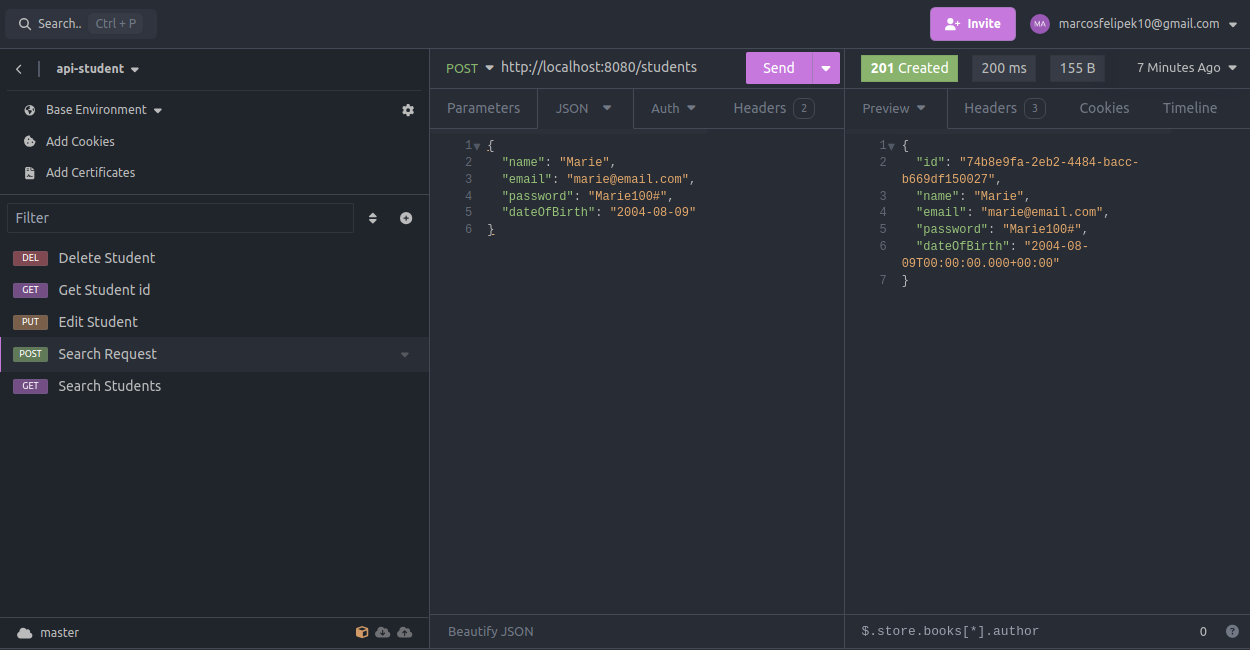 Search.. Ctrl + P
Invite
MA
marcosfelipek10@gmail.com
api-student
Base Environment
Add Cookies
Add Certificates
Filter
DEL Delete Student
GET Get Student id
PUT Edit Student
POST Search Request
GET Search Students
master
POST http://localhost:8080/students
Send
Parameters JSON Auth Headers 2
1 {
2 "name": "Marie",
3 "email": "marie@email.com",
4 "password": "Marie100#",
5 "dateOfBirth": "2004-08-09"
6 }
Beautify JSON
201 Created 200 ms 155 B 7 Minutes Ago
Preview Headers 3 Cookies Timeline
1 {
2 "id": "74b8e9fa-2eb2-4484-bacc-
b669df150027",
3 "name": "Marie",
4 "email": "marie@email.com",
5 "password": "Marie100#",
6 "dateOfBirth": "2004-08-
09T00:00:00.000+00:00"
7 }
$.store.books[*].author 0 ?